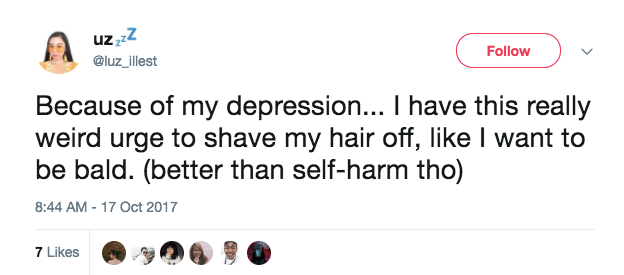 uz zzZ
@luz_illest
Follow
Because of my depression... I have this really
weird urge to shave my hair off, like I want to
be bald. (better than self-harm tho)
8:44 AM - 17 Oct 2017
7 Likes